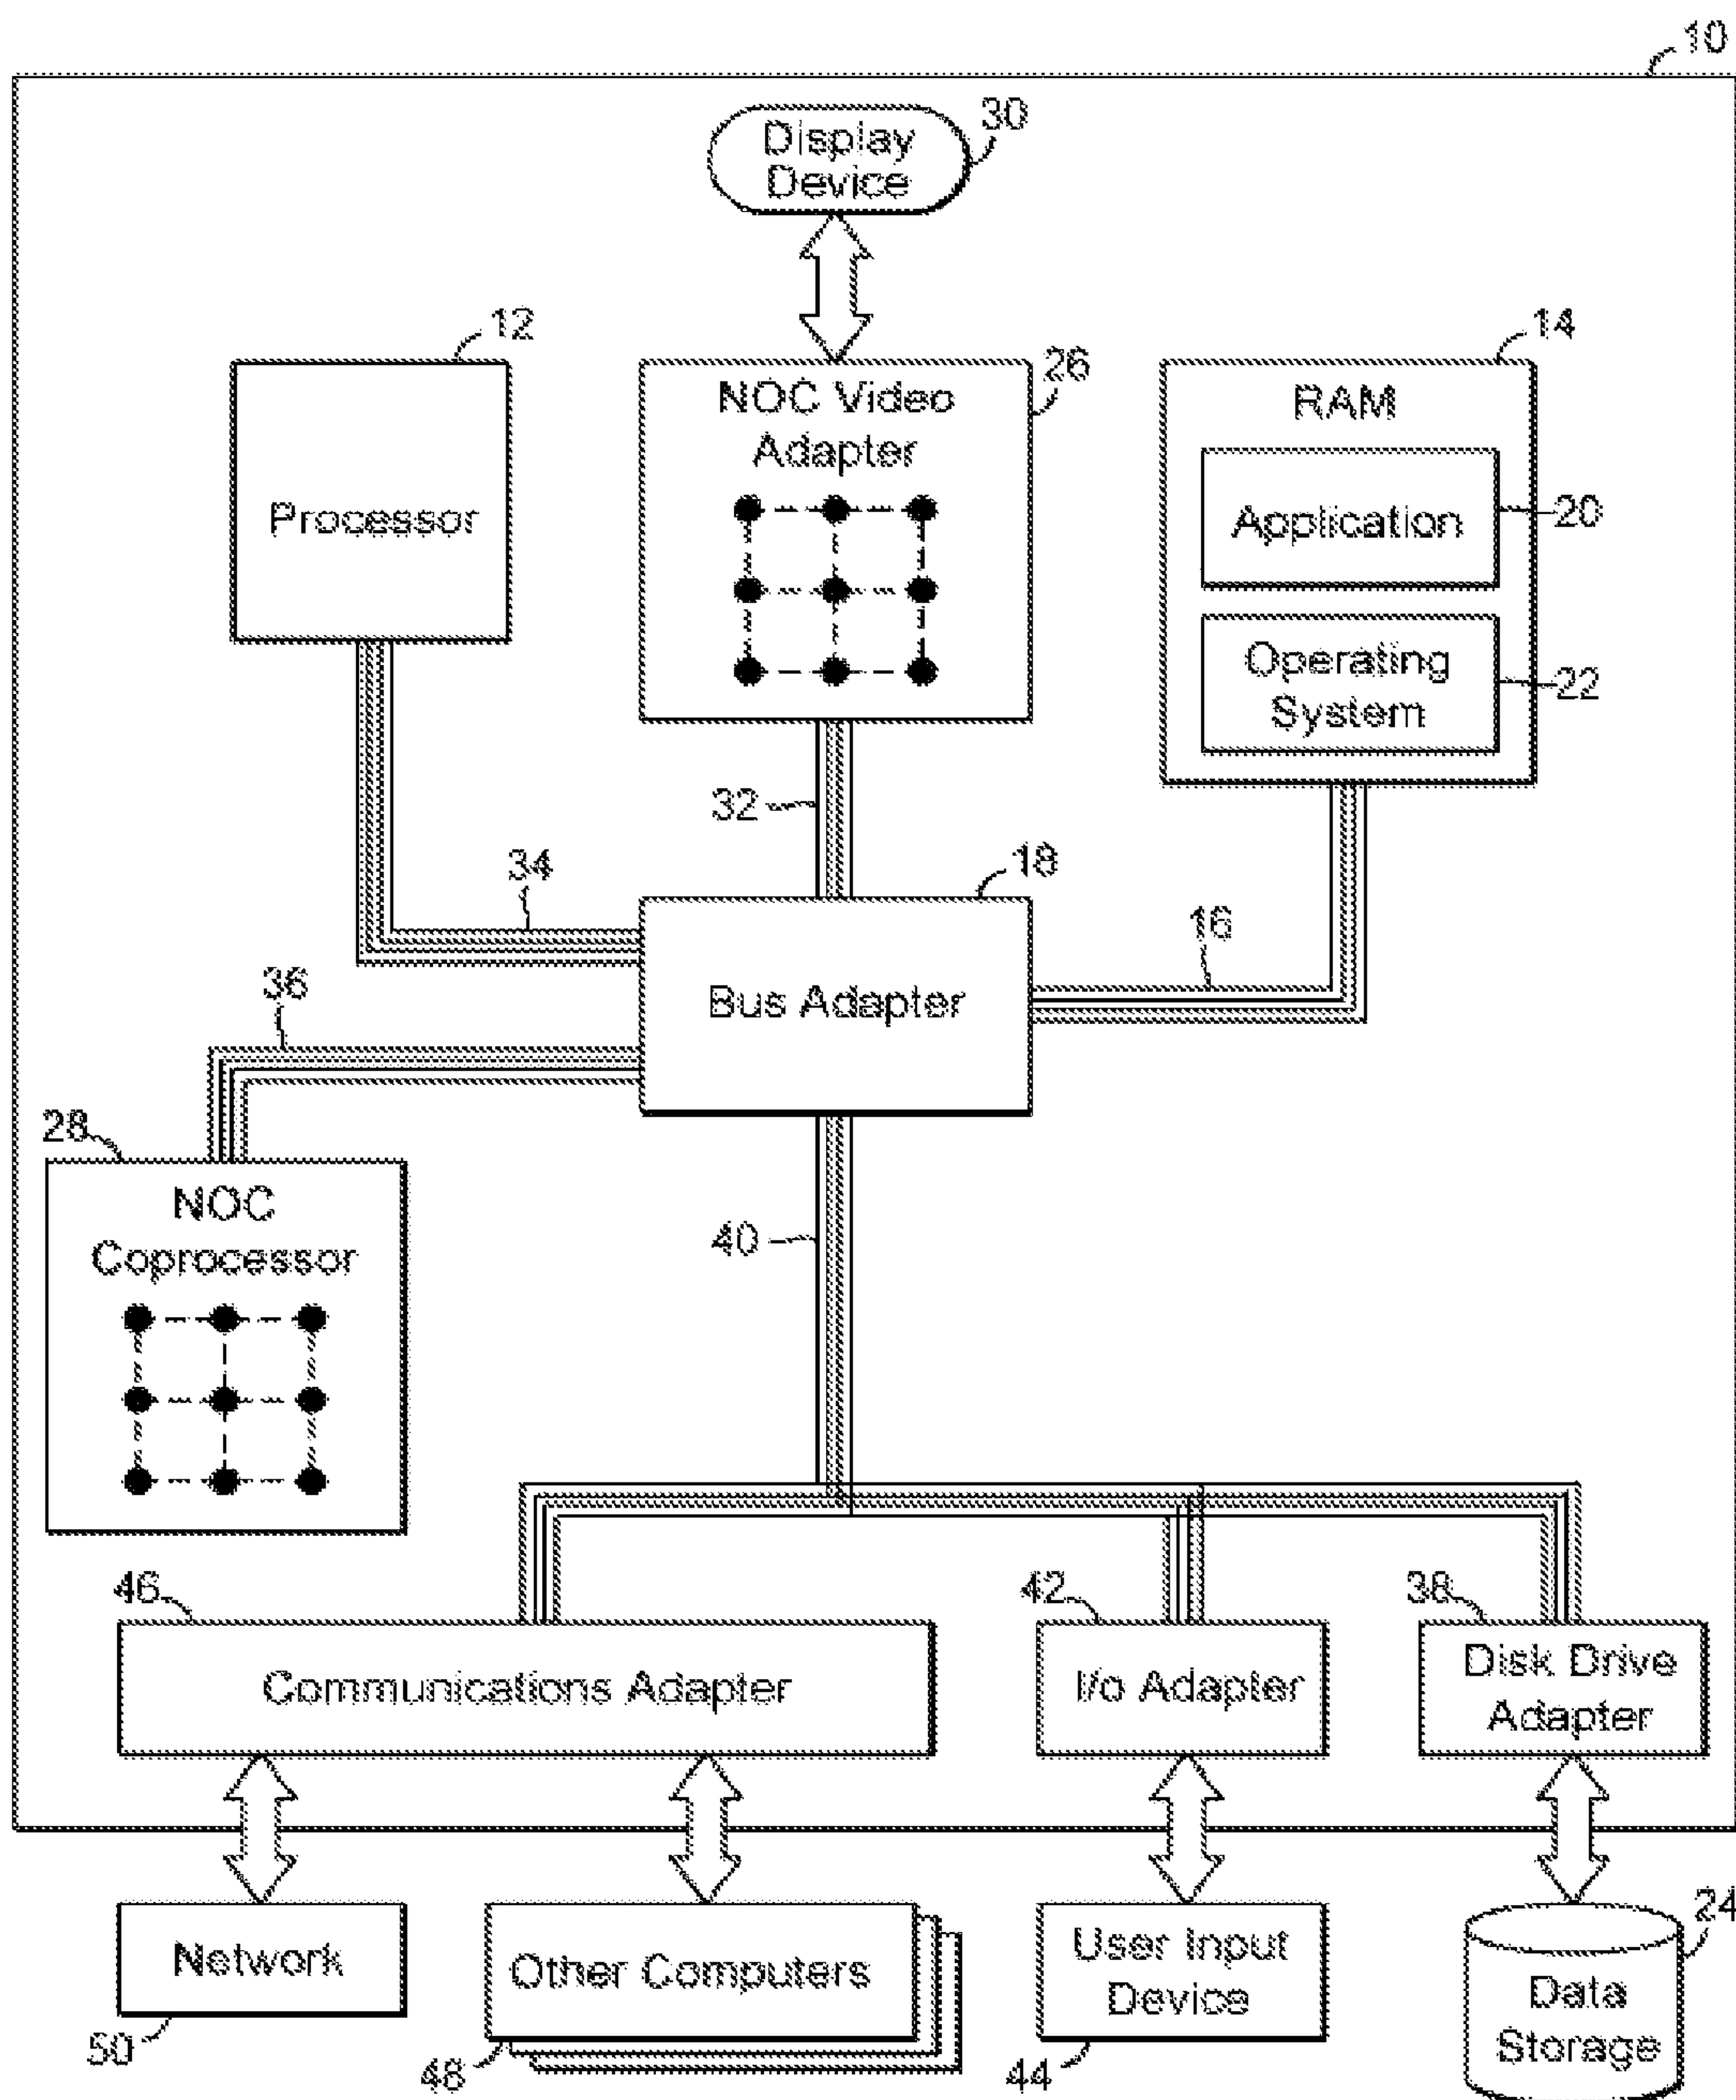 10
Display
Device
30
12
Processor
NOC Video
Adapter
26
14
RAM
Application
20
Operating
System
22
32
34
18
16
Bus Adapter
36
28
NOC
Coprocessor
40
46
Communications Adapter
42
I/o Adapter
38
Disk Drive
Adapter
Network
50
Other Computers
48
User Input
Device
44
24
Data
Storage